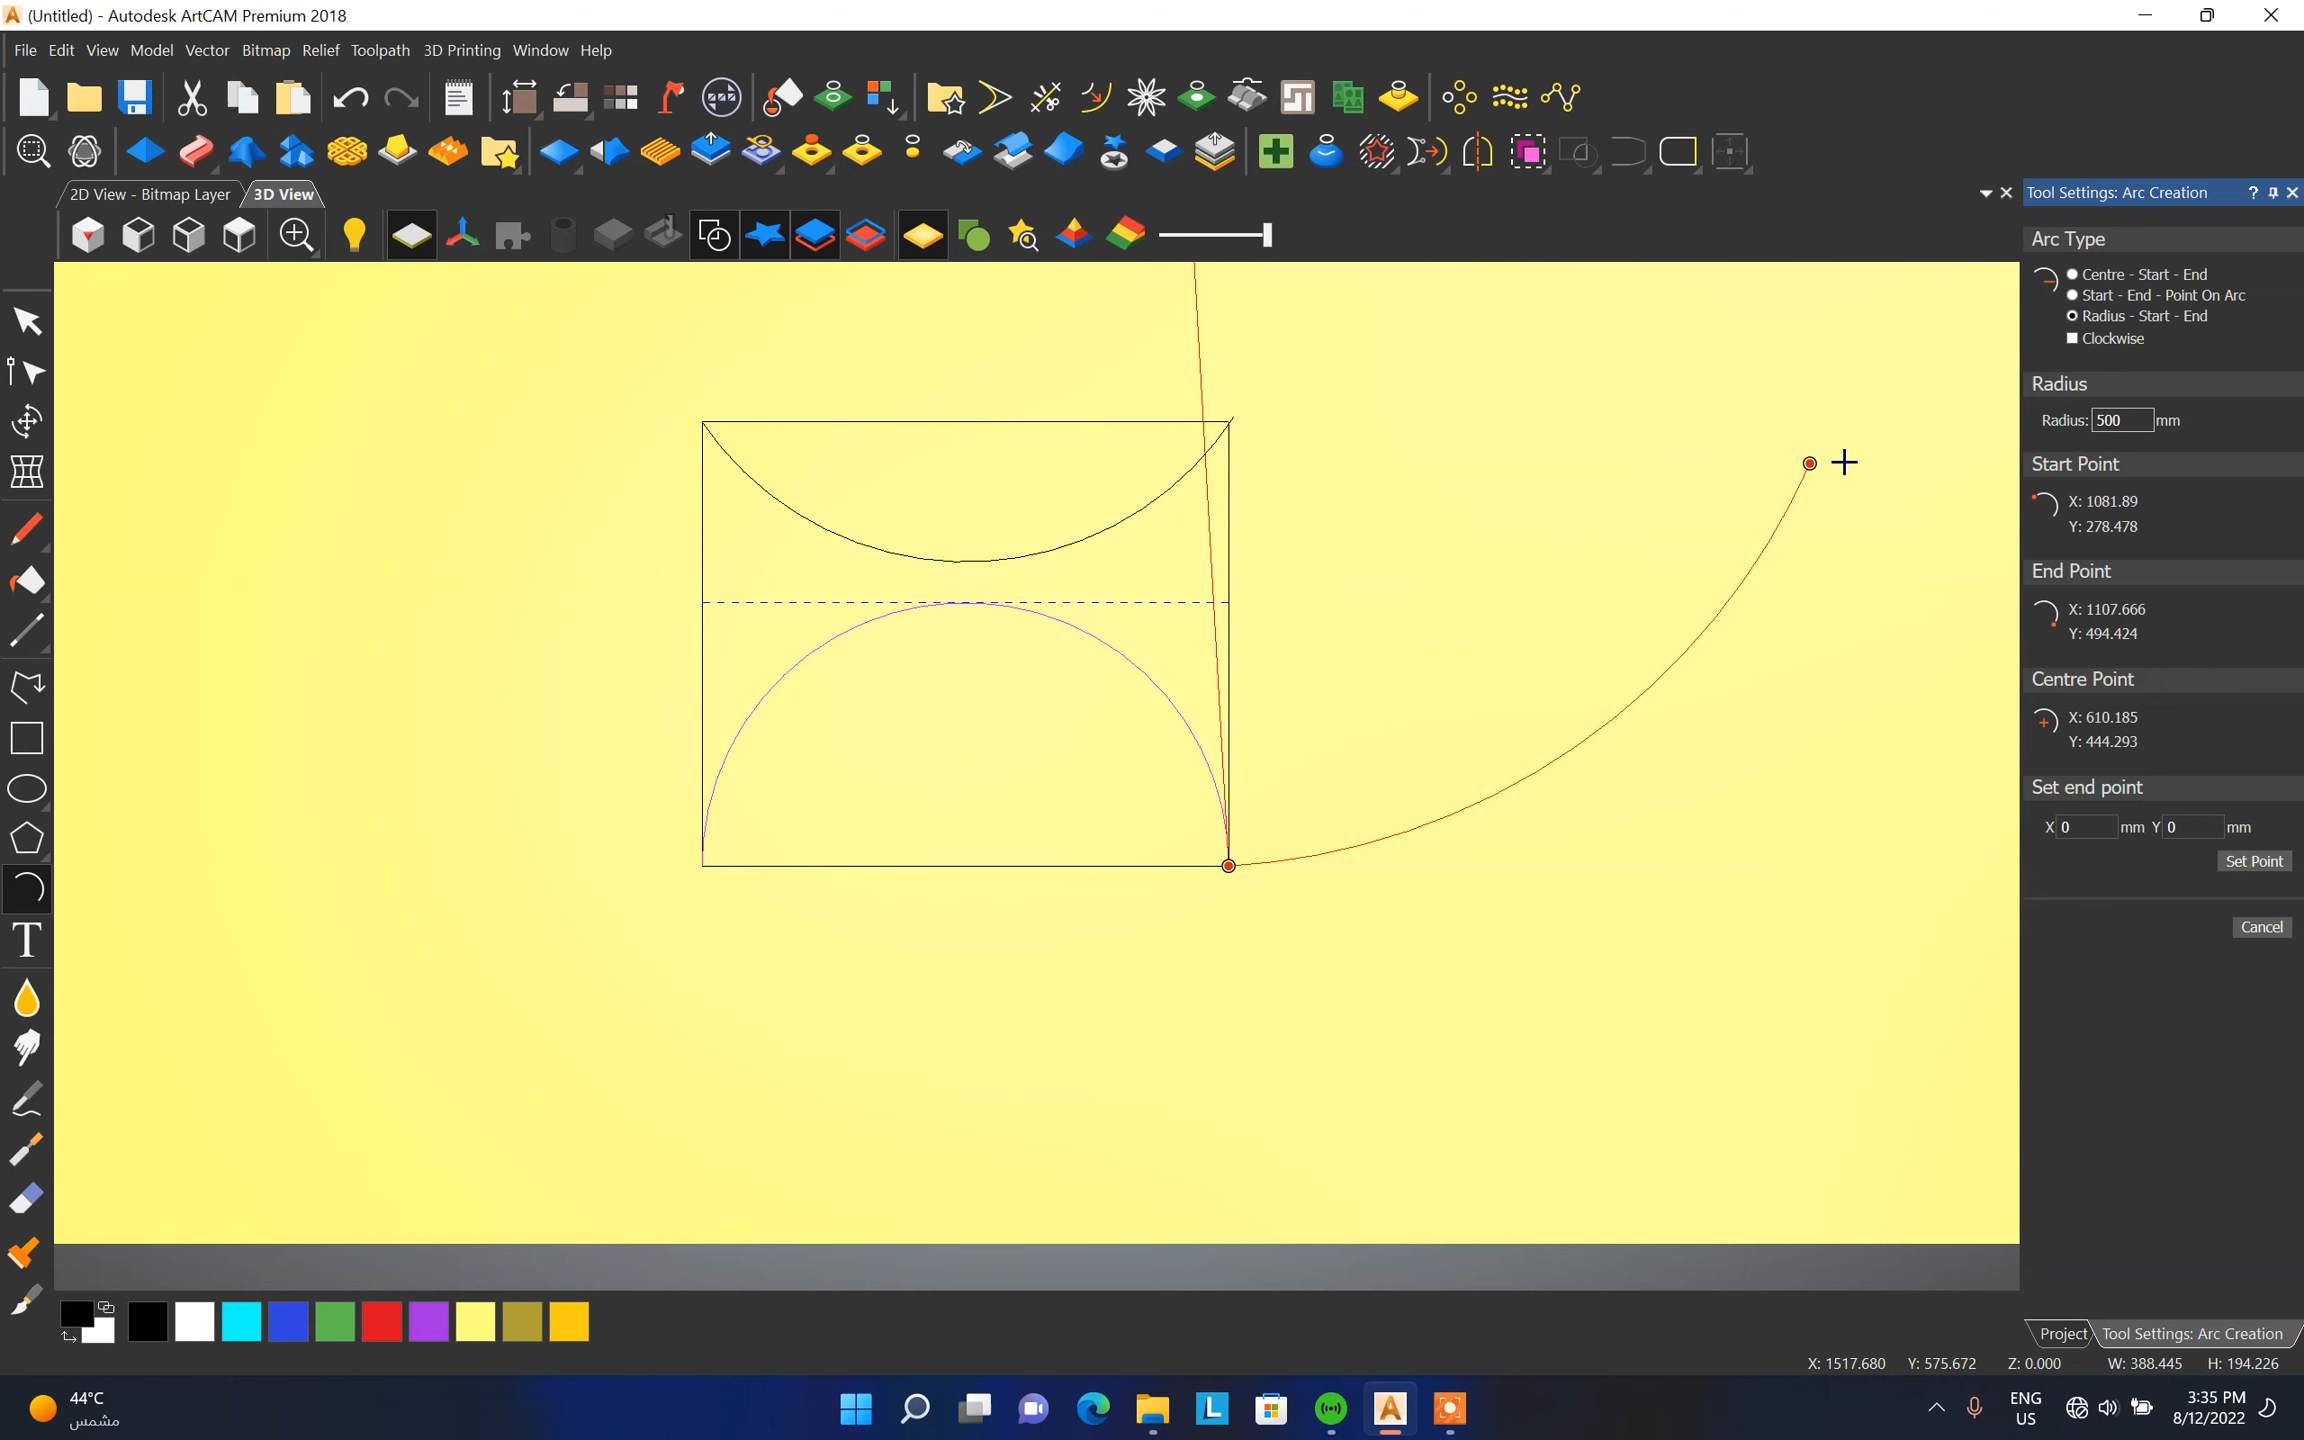 (Untitled) - Autodesk ArtCAM Premium 2018
File Edit View Model Vector Bitmap Relief Toolpath 3D Printing Window Help
2D View - Bitmap Layer 3D View
Tool Settings: Arc Creation ?
Arc Type
Centre - Start - End
Start - End - Point On Arc
Radius - Start - End
Clockwise
Radius
Radius: 500 mm
Start Point
X: 1081.89
Y: 278.478
End Point
X: 1107.666
Y: 494.424
Centre Point
X: 610.185
Y: 444.293
Set end point
X 0 mm Y 0 mm
Set Point
Cancel
T
Project Tool Settings: Arc Creation
X: 1517.680 Y: 575.672 Z: 0.000 W: 388.445 H: 194.226
44°C
مشمس
L
A
ENG
US
3:35 PM
8/12/2022